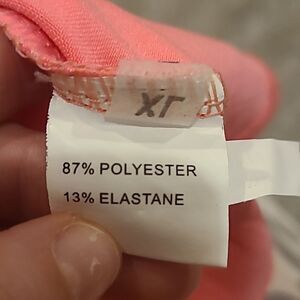 XL
87% POLYESTER
13% ELASTANE